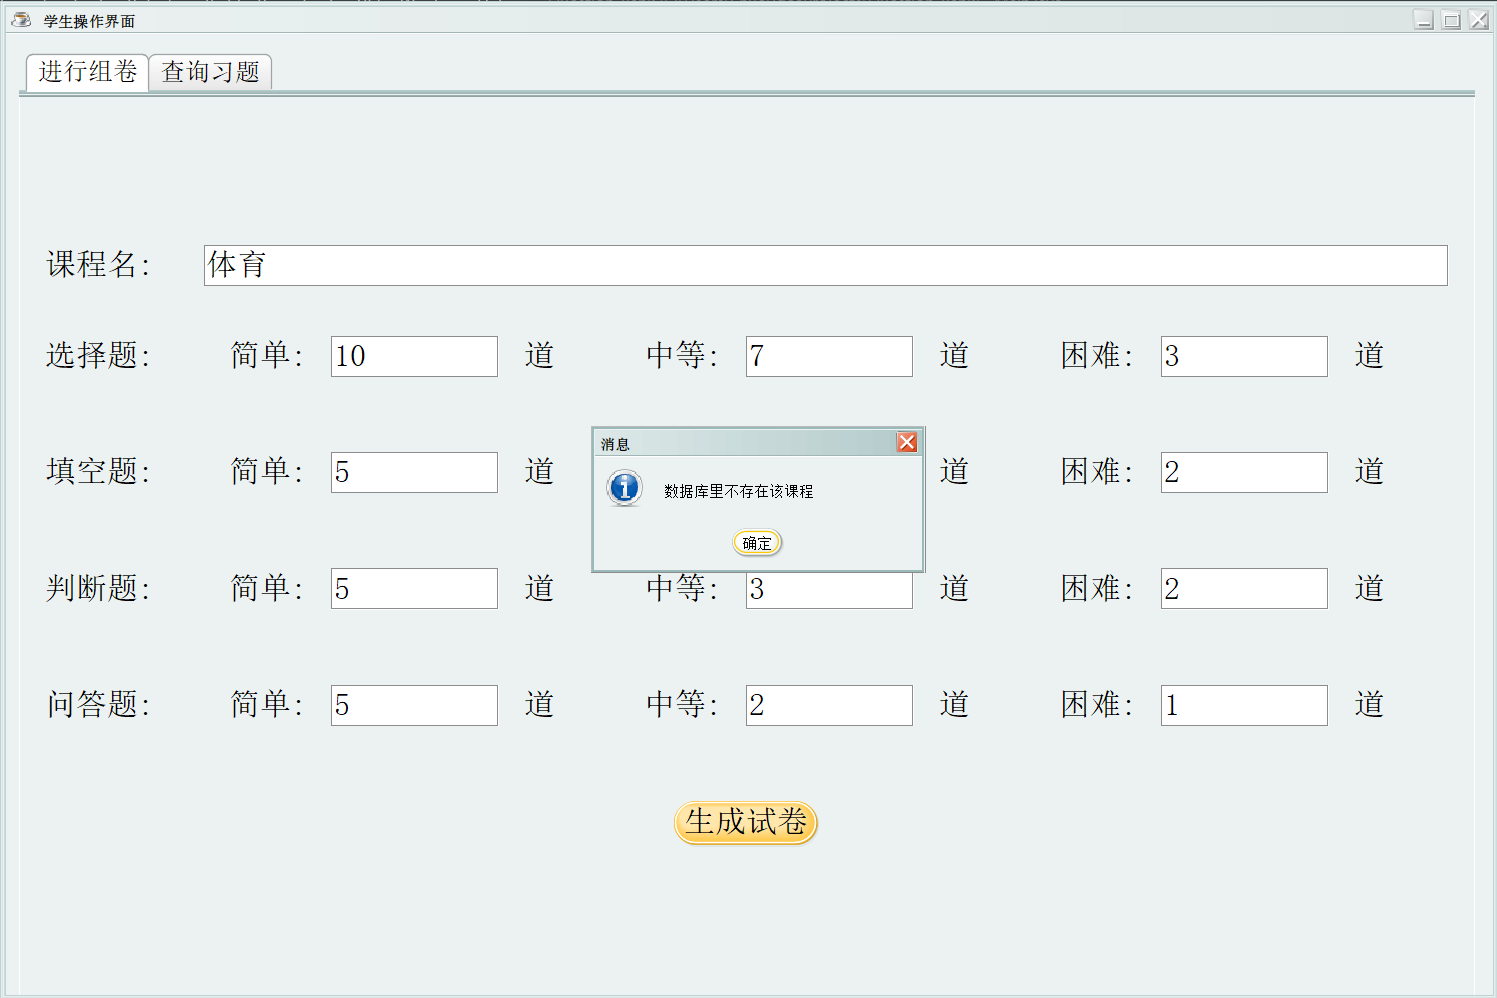 学生操作界面
进行组卷 查询习题
课程名: 体育
选择题: 简单: 10 道 中等: 7 道 困难: 3 道
填空题: 简单: 5 道 道 困难: 2 道
消息
数据库里不存在该课程
确定
判断题: 简单: 5 道 中等: 3 道 困难: 2 道
问答题: 简单: 5 道 中等: 2 道 困难: 1 道
生成试卷